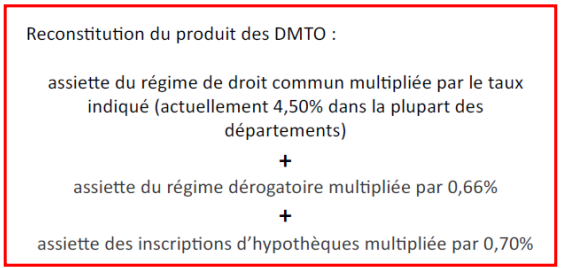 Reconstitution du produit des DMTO :
assiette du régime de droit commun multipliée par le taux
indiqué (actuellement 4,50% dans la plupart des
départements)
+
assiette du régime dérogatoire multipliée par 0,66%
+
assiette des inscriptions d’hypothèques multipliée par 0,70%